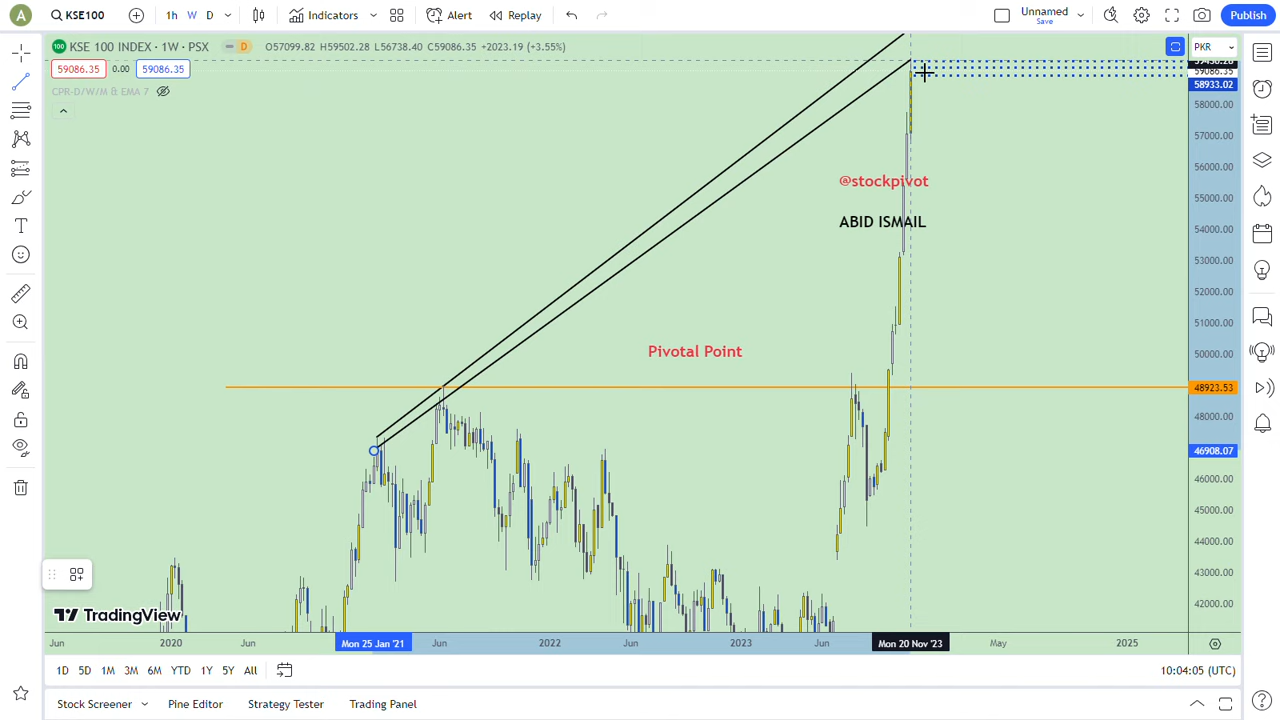 A KSE100 1h W D Indicators Alert Replay Unnamed Save Publish
100 KSE 100 INDEX · 1W · PSX D O57099.82 H59502.28 L56738.40 C59086.35 +2023.19 (+3.55%) PKR
59086.35 0.00 59086.35
CPR-D/W/M & EMA 7
59086.35
58933.02
58000.00
57000.00
56000.00
@stockpivot
55000.00
ABID ISMAIL
54000.00
53000.00
52000.00
51000.00
Pivotal Point
50000.00
48923.53
48000.00
46908.07
46000.00
45000.00
44000.00
43000.00
42000.00
TradingView
Jun 2020 Jun Mon 25 Jan '21 Jun 2022 Jun 2023 Jun Mon 20 Nov '23 May 2025
1D 5D 1M 3M 6M YTD 1Y 5Y All 10:04:05 (UTC)
Stock Screener Pine Editor Strategy Tester Trading Panel